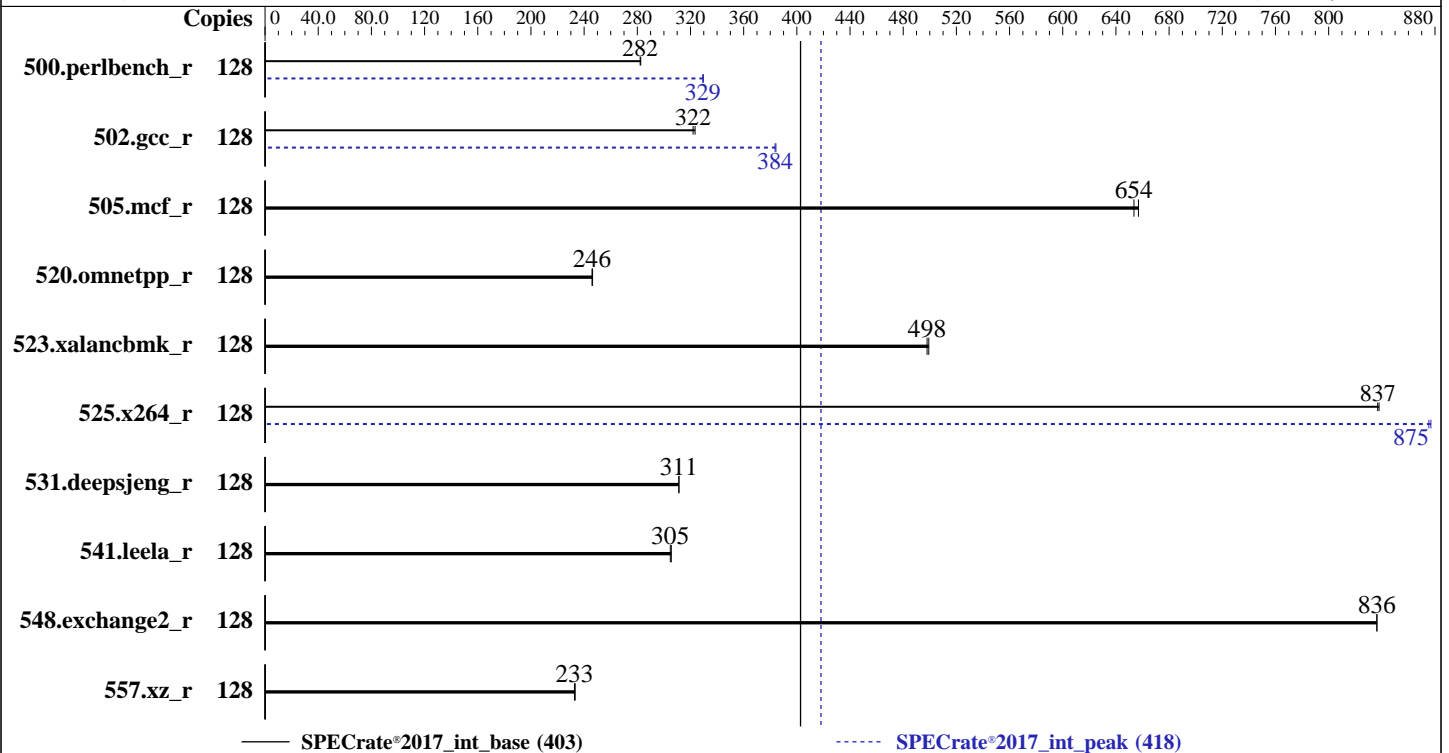 Copies 0 40.0 80.0 120 160 200 240 280 320 360 400 440 480 520 560 600 640 680 720 760 800 880
282
500.perlbench_r 128
329
322
502.gcc_r 128
384
654
505.mcf_r 128
246
520.omnetpp_r 128
498
523.xalancbmk_r 128
837
525.x264_r 128
875
311
531.deepsjeng_r 128
305
541.leela_r 128
836
548.exchange2_r 128
233
557.xz_r 128
SPECrate®2017_int_base (403) SPECrate®2017_int_peak (418)